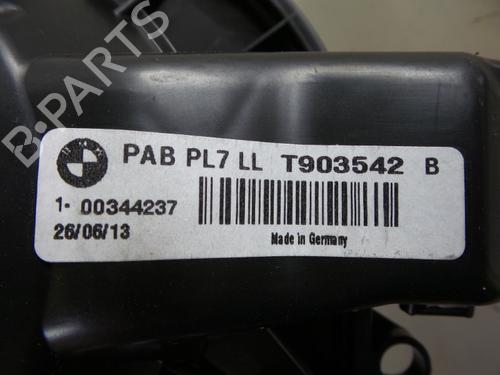 B-PARTS
PAB PL7 LL T903542 B
1- 00344237
26/06/13
Made in Germany